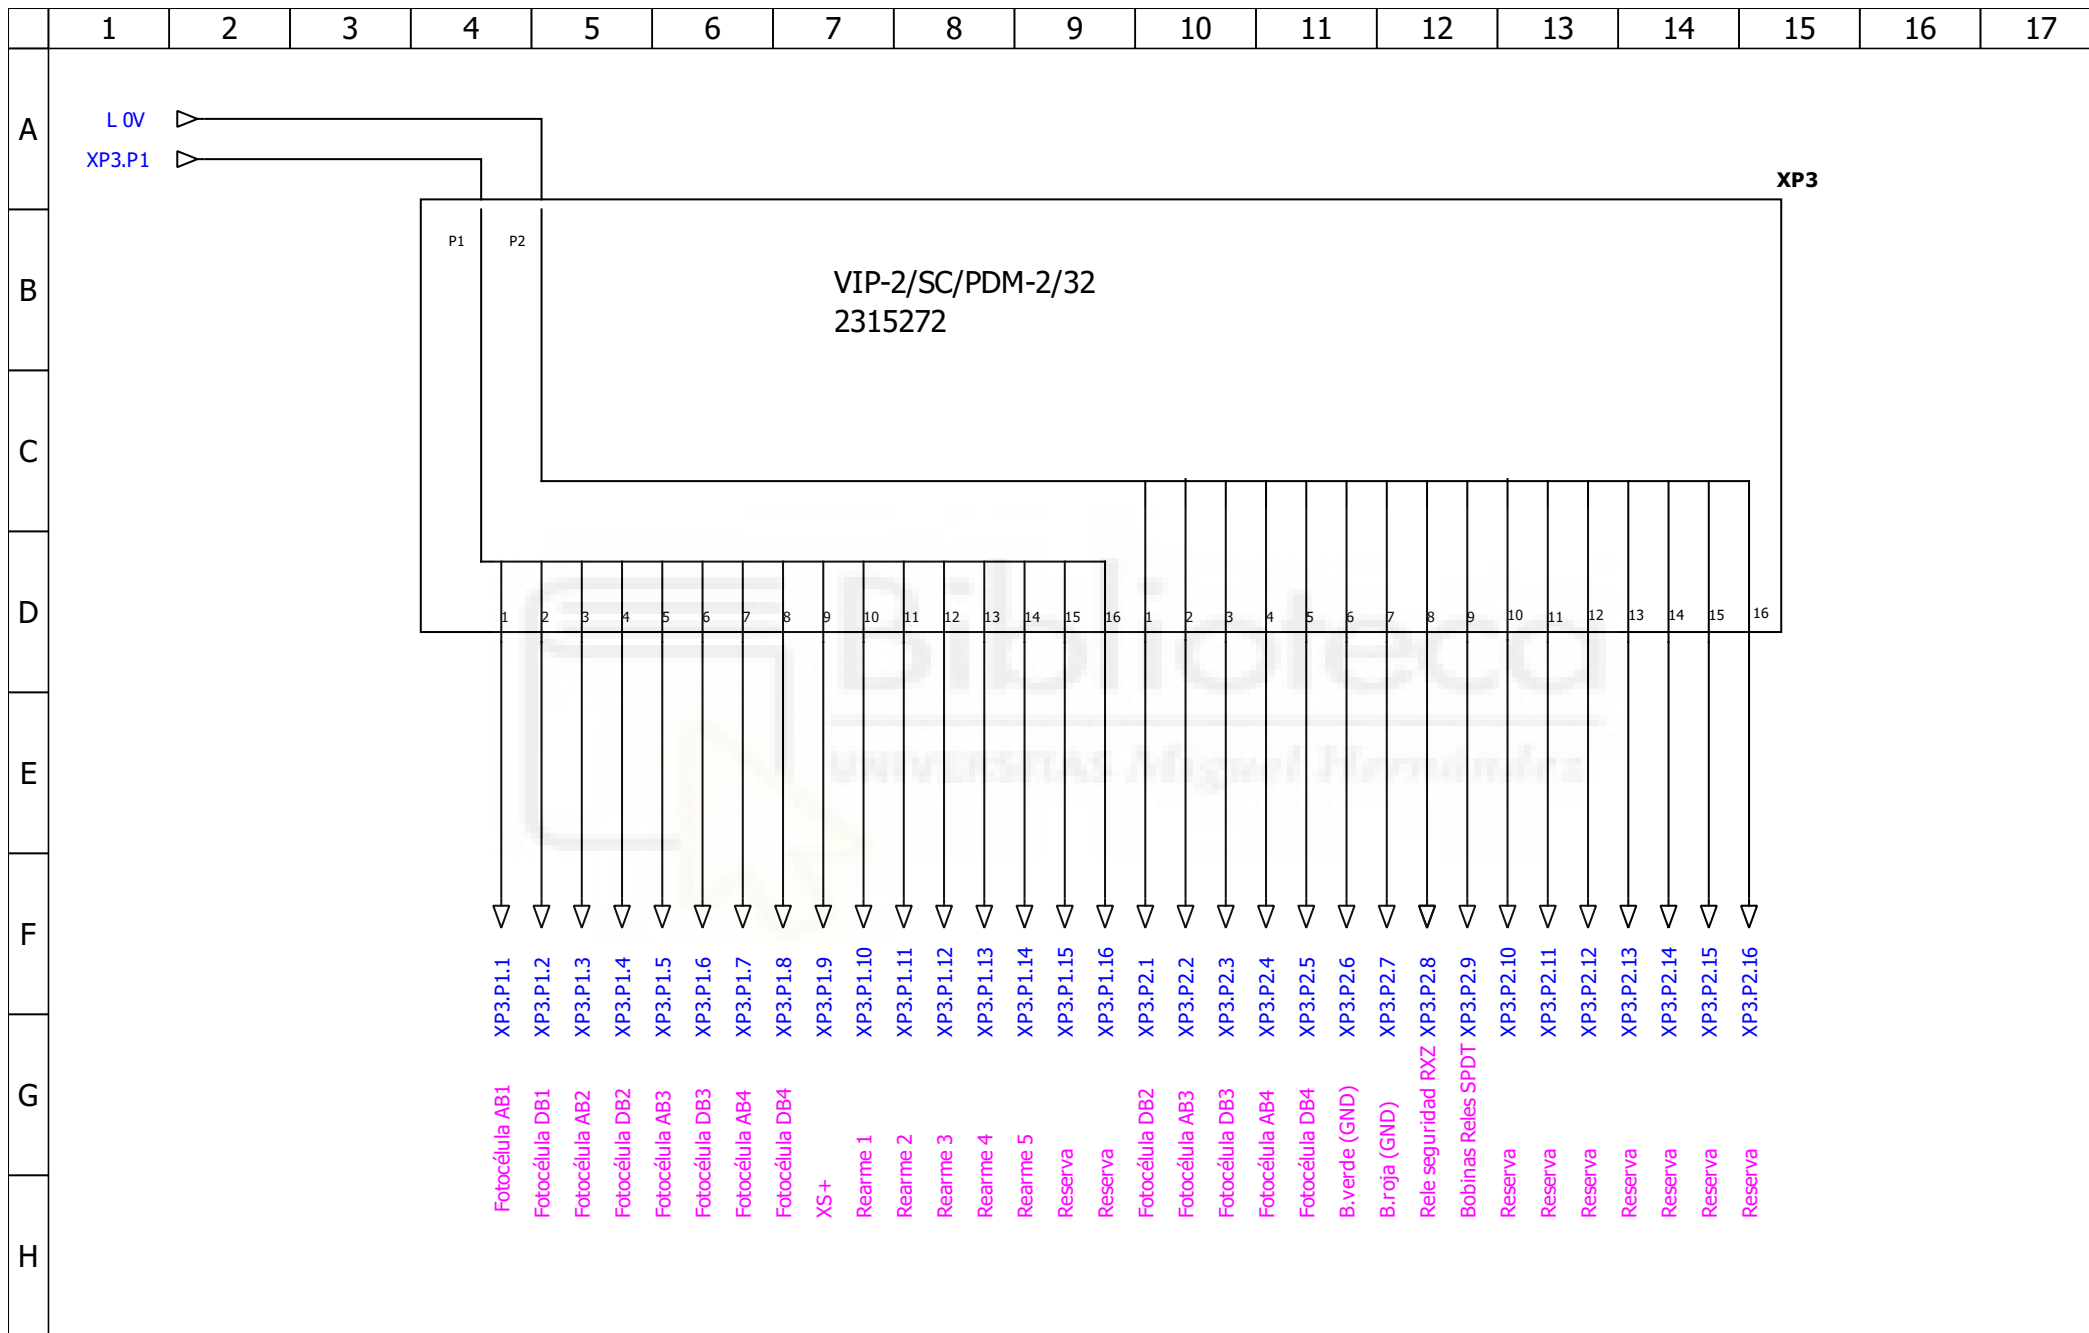 1 2 3 4 5 6 7 8 9 10 11 12 13 14 15 16 17
A
L 0V
XP3.P1
XP3
B
P1 P2
VIP-2/SC/PDM-2/32
2315272
C
D
1 2 3 4 5 6 7 8 9 10 11 12 13 14 15 16 1 2 3 4 5 6 7 8 9 10 11 12 13 14 15 16
Biblioteca
E
UNIVERSITAS Miguel Hernández
F
XP3.P1.1
XP3.P1.2
XP3.P1.3
XP3.P1.4
XP3.P1.5
XP3.P1.6
XP3.P1.7
XP3.P1.8
XP3.P1.9
XP3.P1.10
XP3.P1.11
XP3.P1.12
XP3.P1.13
XP3.P1.14
XP3.P1.15
XP3.P1.16
XP3.P2.1
XP3.P2.2
XP3.P2.3
XP3.P2.4
XP3.P2.5
XP3.P2.6
XP3.P2.7
XP3.P2.8
XP3.P2.9
XP3.P2.10
XP3.P2.11
XP3.P2.12
XP3.P2.13
XP3.P2.14
XP3.P2.15
XP3.P2.16
G
Fotocélula AB1
Fotocélula DB1
Fotocélula AB2
Fotocélula DB2
Fotocélula AB3
Fotocélula DB3
Fotocélula AB4
Fotocélula DB4
XS+
Rearme 1
Rearme 2
Rearme 3
Rearme 4
Rearme 5
Reserva
Reserva
Fotocélula DB2
Fotocélula AB3
Fotocélula DB3
Fotocélula AB4
Fotocélula DB4
B.verde (GND)
B.roja (GND)
Rele seguridad RXZ
Bobinas Reles SPDT
Reserva
Reserva
Reserva
Reserva
Reserva
Reserva
Reserva
H